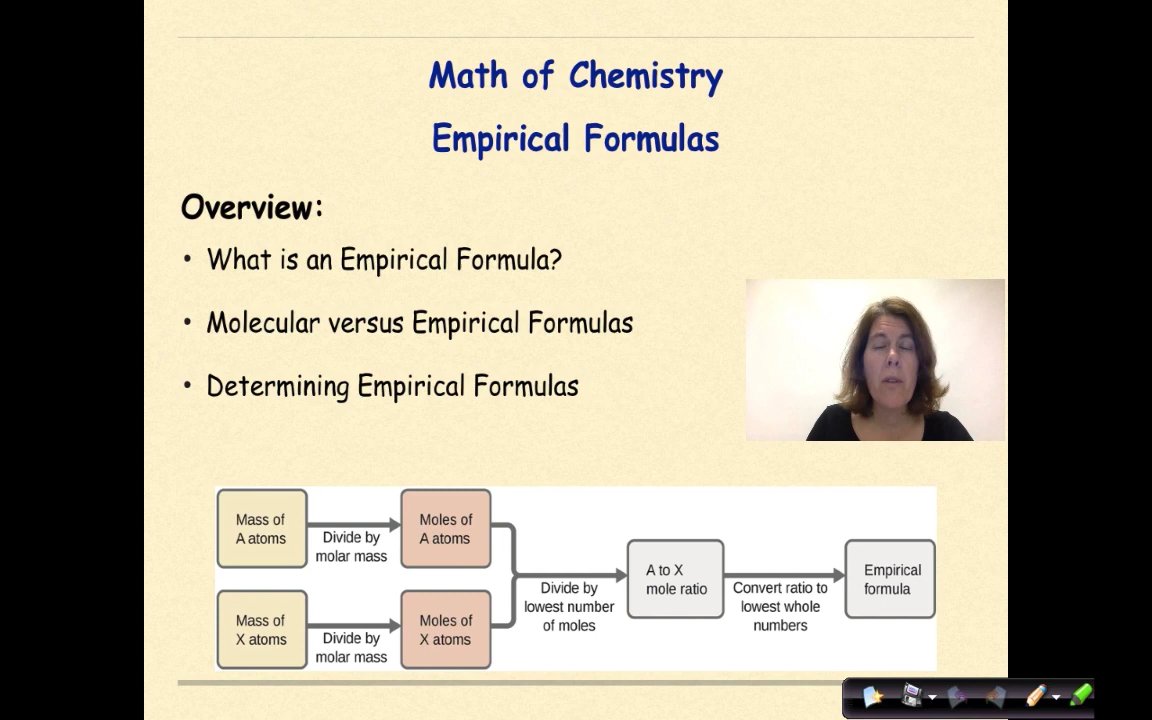 Math of Chemistry
Empirical Formulas
Overview:
• What is an Empirical Formula?
• Molecular versus Empirical Formulas
• Determining Empirical Formulas
Mass of
A atoms
Divide by
molar mass
Moles of
A atoms
Mass of
X atoms
Divide by
molar mass
Moles of
X atoms
Divide by
lowest number
of moles
A to X
mole ratio
Convert ratio to
lowest whole
numbers
Empirical
formula